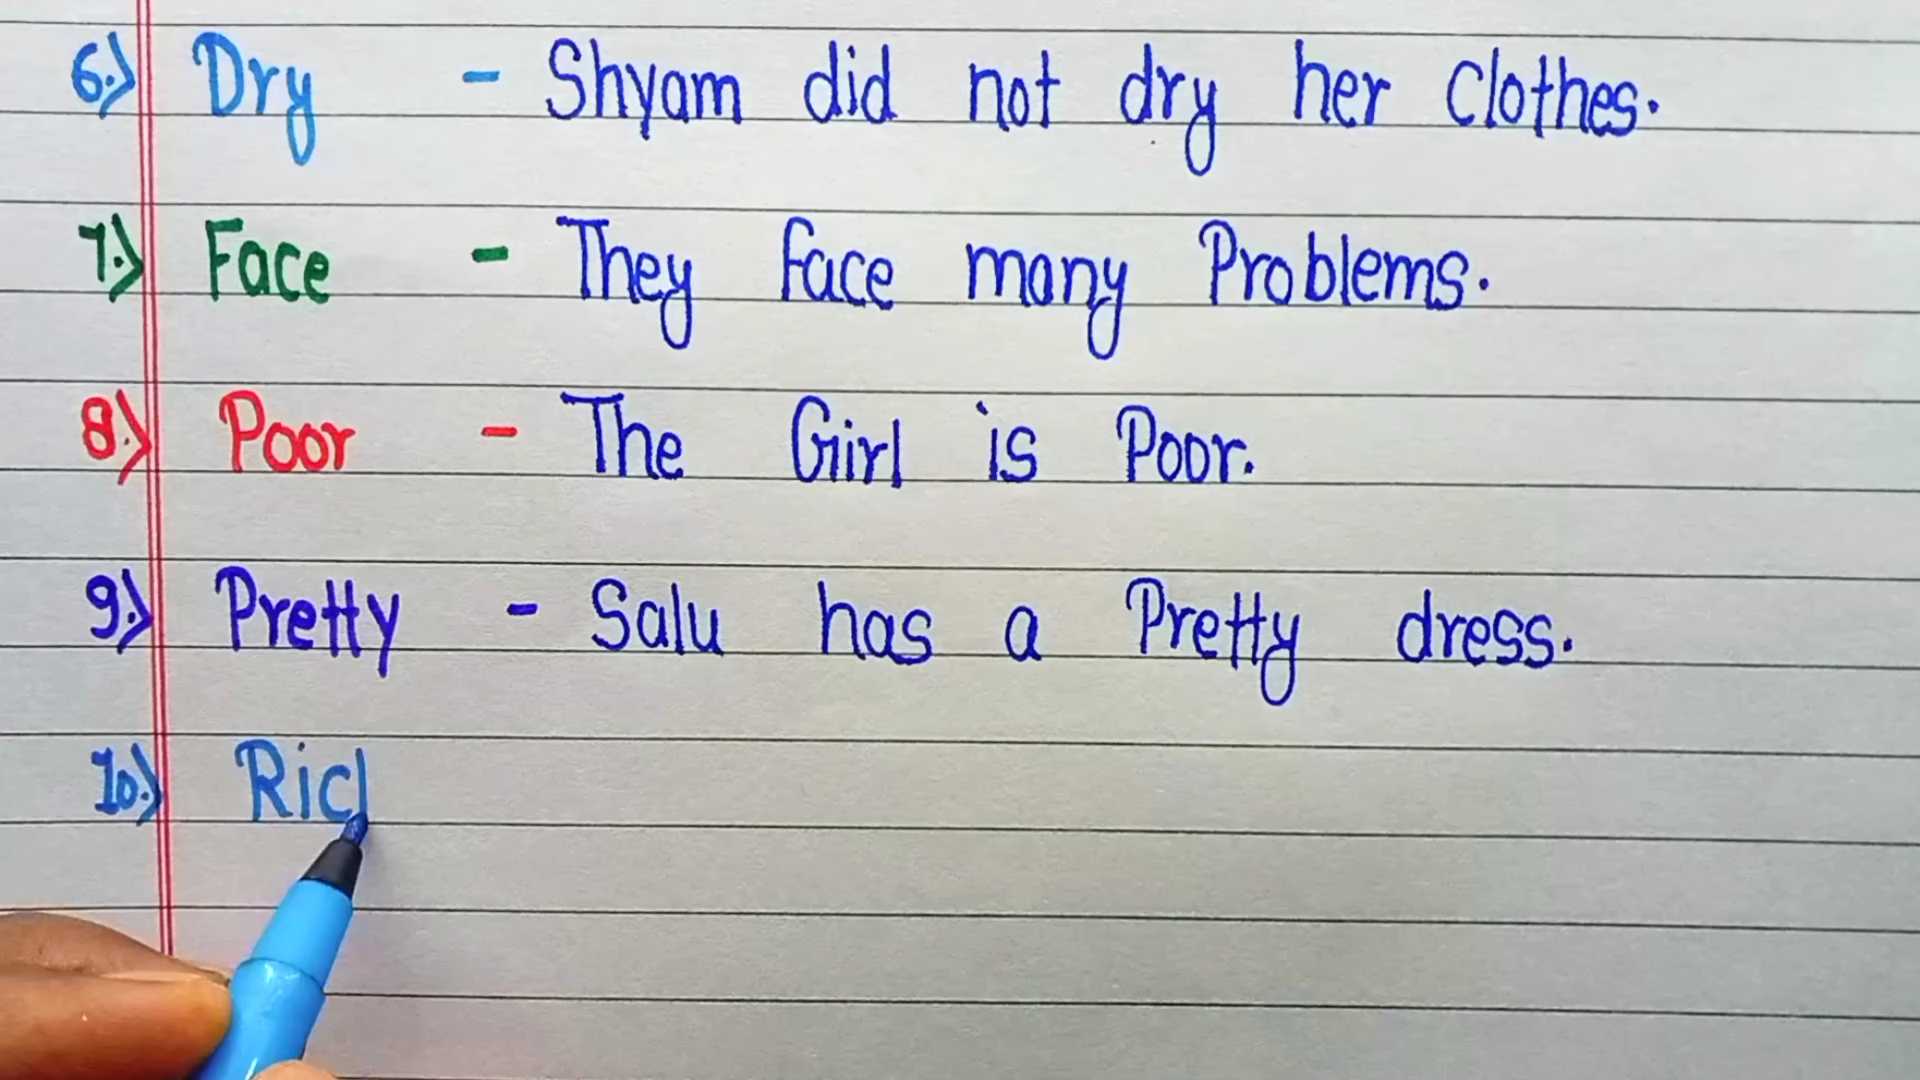 6.) Dry - Shyam did not dry her clothes.
7.) Face - They face many Problems.
8.) Poor - The Girl is Poor.
9.) Pretty - Salu has a Pretty dress.
10.) Ric